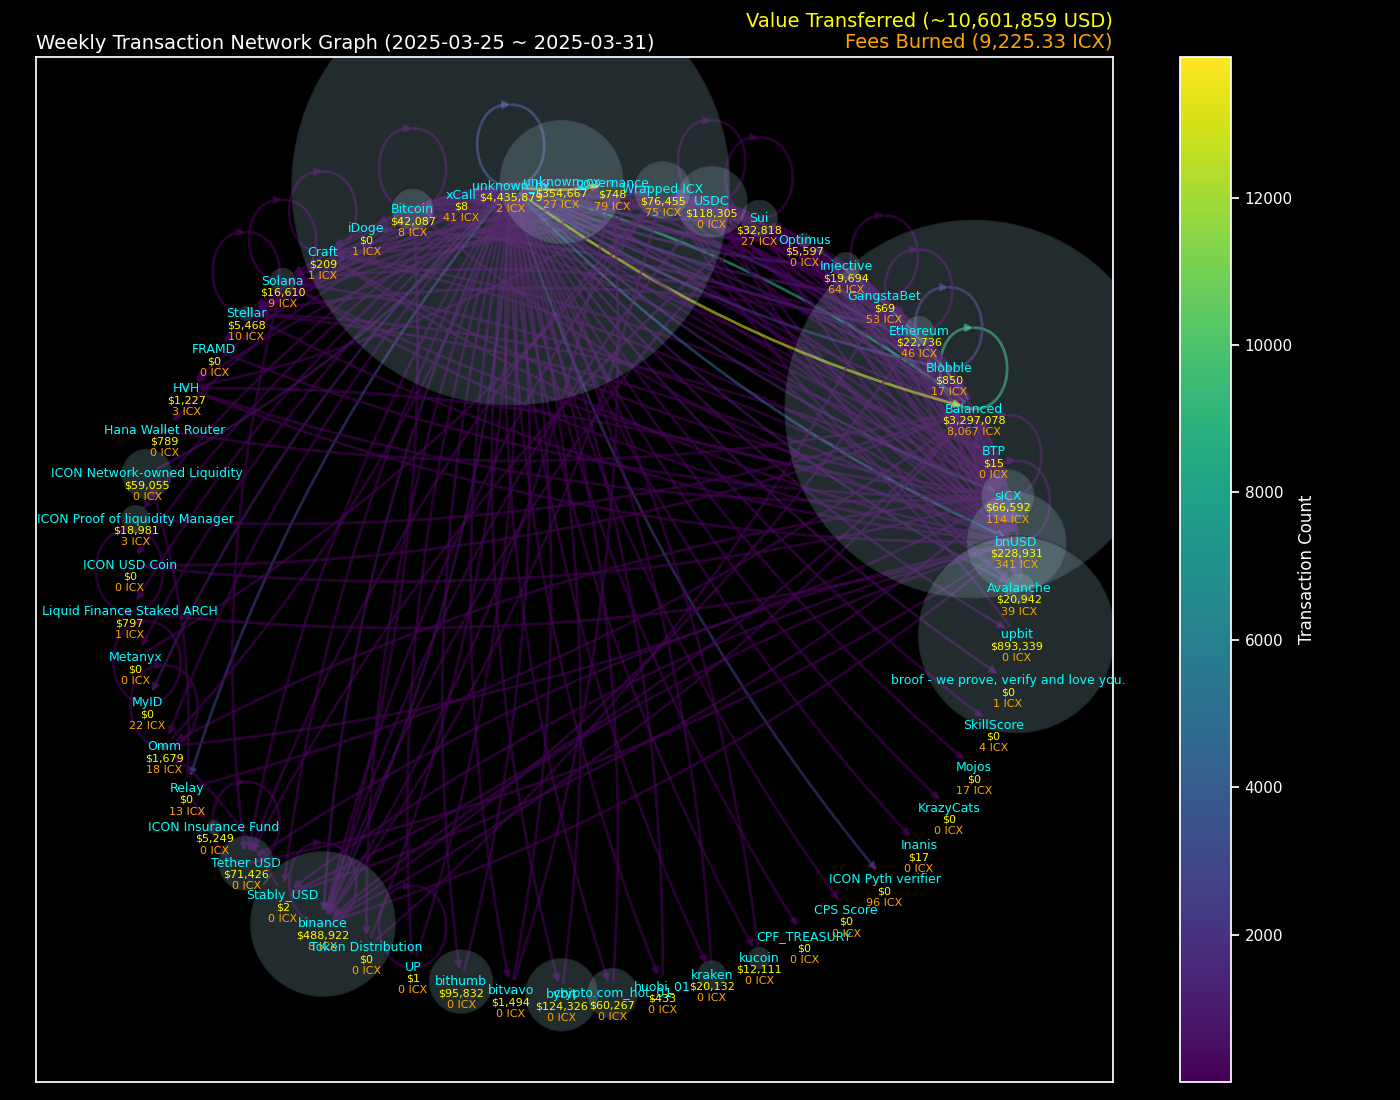 Value Transferred (~10,601,859 USD)
Weekly Transaction Network Graph (2025-03-25 ~ 2025-03-31)
Fees Burned (9,225.33 ICX)
governance
$748
79 ICX
$354,667
27 ICX
$4,435,879
2 ICX
xCall
$8
41 ICX
Bitcoin
$42,087
8 ICX
iDoge
$0
1 ICX
Craft
$209
1 ICX
Solana
$16,610
9 ICX
Stellar
$5,468
10 ICX
FRAMD
$0
0 ICX
HVH
$1,227
3 ICX
Hana Wallet Router
$789
0 ICX
ICON Network-owned Liquidity
$59,055
0 ICX
ICON Proof of liquidity Manager
$18,981
3 ICX
ICON USD Coin
$0
0 ICX
Liquid Finance Staked ARCH
$797
1 ICX
Metanyx
$0
0 ICX
MyID
$0
22 ICX
Omm
$1,679
18 ICX
Relay
$0
13 ICX
ICON Insurance Fund
$5,249
0 ICX
Tether USD
$71,426
0 ICX
Stably_USD
$2
0 ICX
binance
$488,922
Token Distribution
$0
0 ICX
UP
$1
0 ICX
bithumb
$95,832
0 ICX
bitvavo
$1,494
0 ICX
bybit
$124,326
0 ICX
crypto.com_hot_01
$60,267
0 ICX
huobi_01
$433
0 ICX
kraken
$20,132
0 ICX
kucoin
$12,111
0 ICX
CPF_TREASURY
$0
0 ICX
CPS Score
$0
0 ICX
ICON Pyth verifier
$0
96 ICX
Inanis
$17
0 ICX
KrazyCats
$0
0 ICX
Mojos
$0
17 ICX
SkillScore
$0
4 ICX
broof - we prove, verify and love you.
$0
1 ICX
upbit
$893,339
0 ICX
Avalanche
$20,942
39 ICX
bnUSD
$228,931
341 ICX
sICX
$66,592
114 ICX
BTP
$15
0 ICX
Balanced
$3,297,078
8,067 ICX
Blobble
$850
17 ICX
Ethereum
$22,736
46 ICX
GangstaBet
$69
53 ICX
Injective
$19,694
64 ICX
Optimus
$5,597
0 ICX
Sui
$32,818
27 ICX
USDC
$118,305
0 ICX
Wrapped ICX
$76,455
75 ICX
12000
10000
8000
6000
4000
2000
Transaction Count